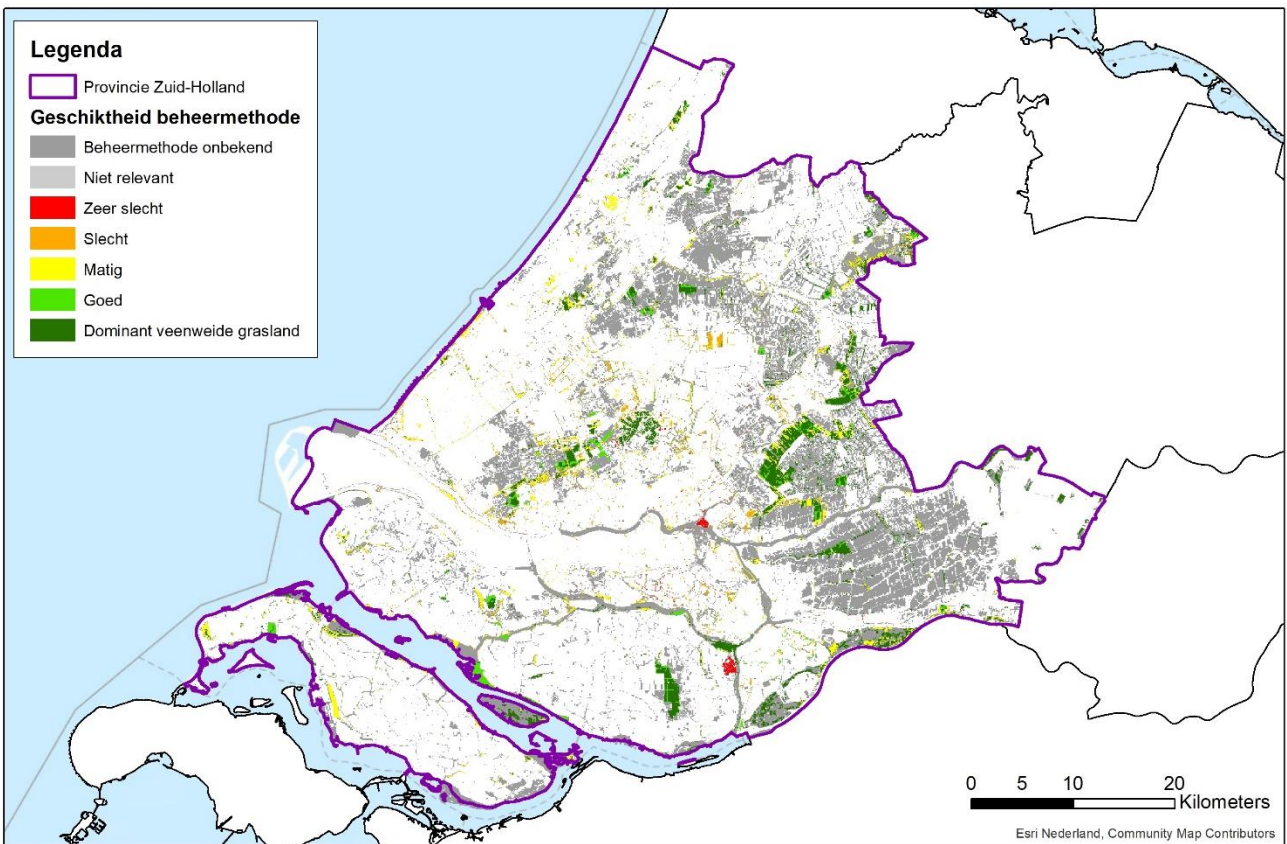 Legenda
Provincie Zuid-Holland
Geschiktheid beheermethode
Beheermethode onbekend
Niet relevant
Zeer slecht
Slecht
Matig
Goed
Dominant veenweide grasland
0 5 10 20
Kilometers
Esri Nederland, Community Map Contributors